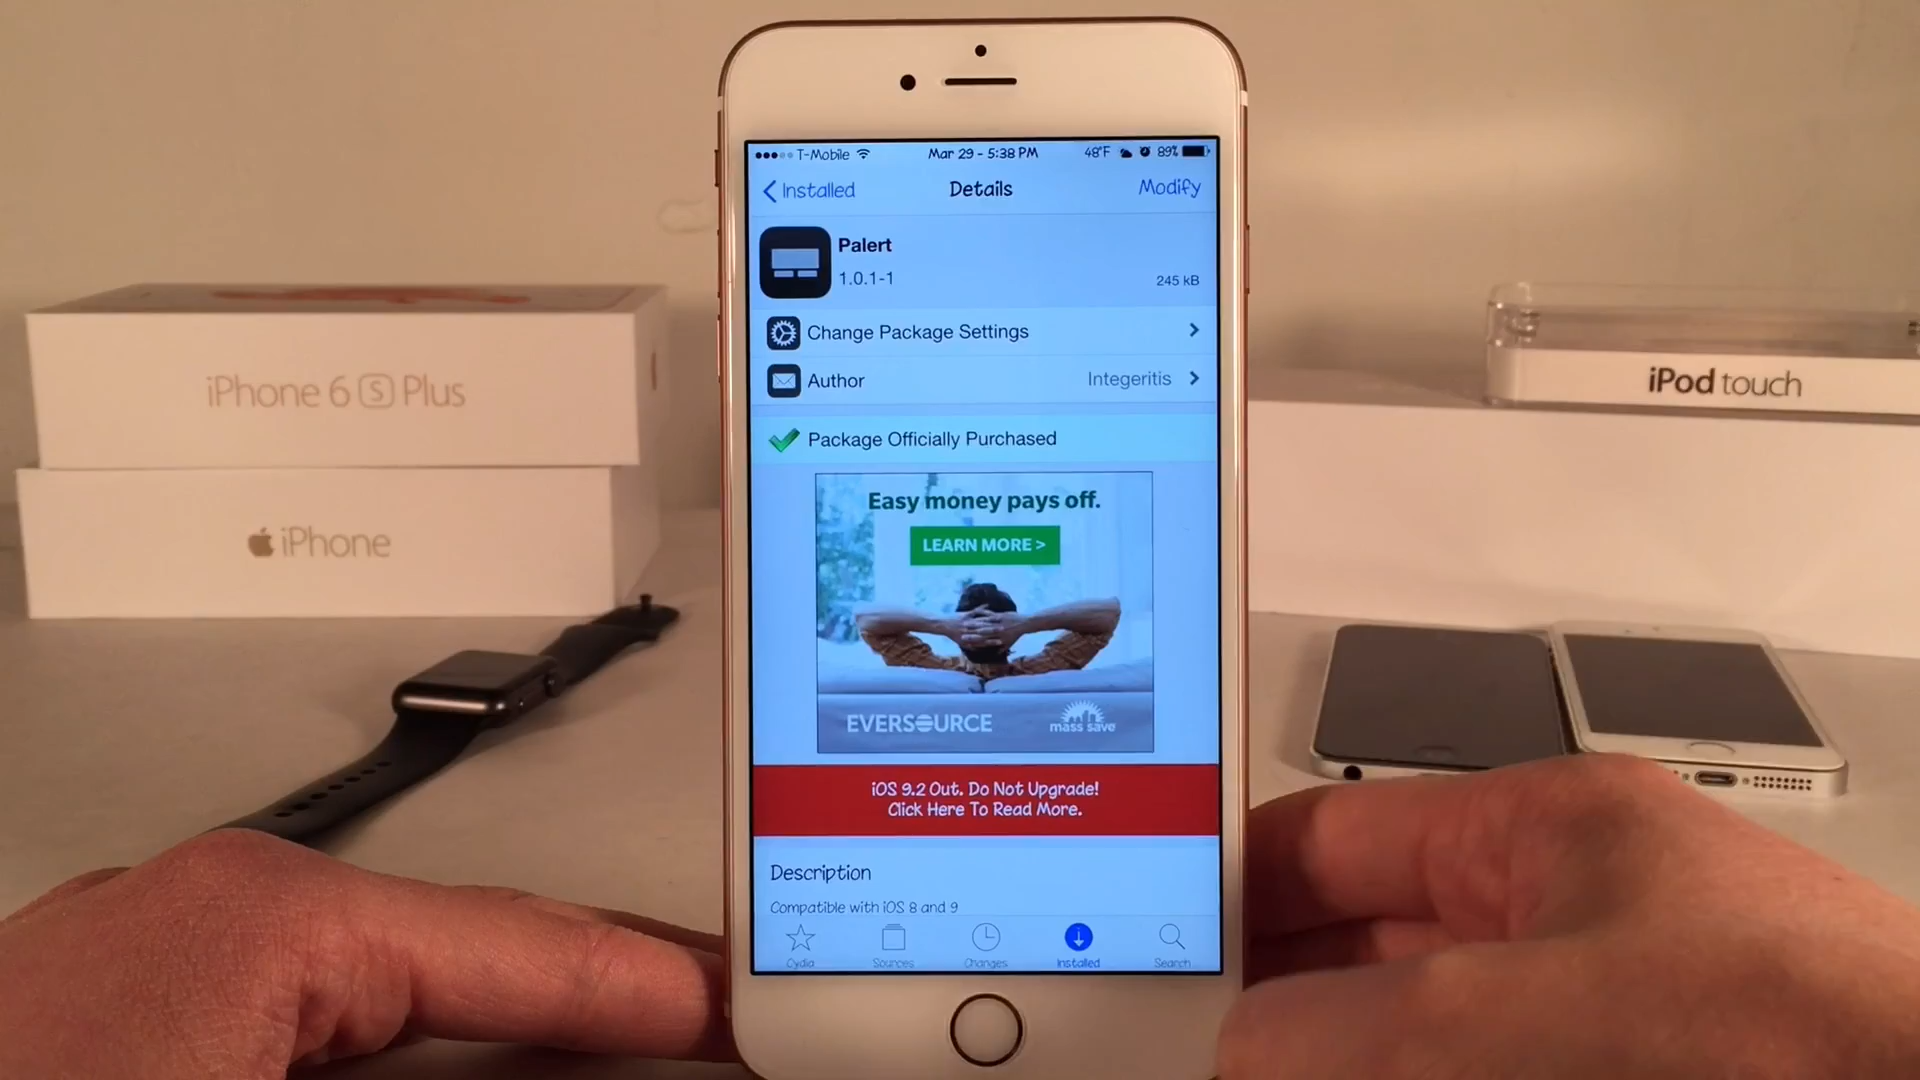 T-Mobile
Mar 29 - 5:38 PM
48°F
89%
Installed
Details
Modify
Palert
1.0.1-1
245 kB
Change Package Settings
Author
Integeritis
Package Officially Purchased
Easy money pays off.
LEARN MORE >
EVERSOURCE
mass save
iOS 9.2 Out. Do Not Upgrade!
Click Here To Read More.
Description
Compatible with iOS 8 and 9
Cydia
Sources
Changes
Installed
Search
iPhone 6 S Plus
iPhone
iPod touch